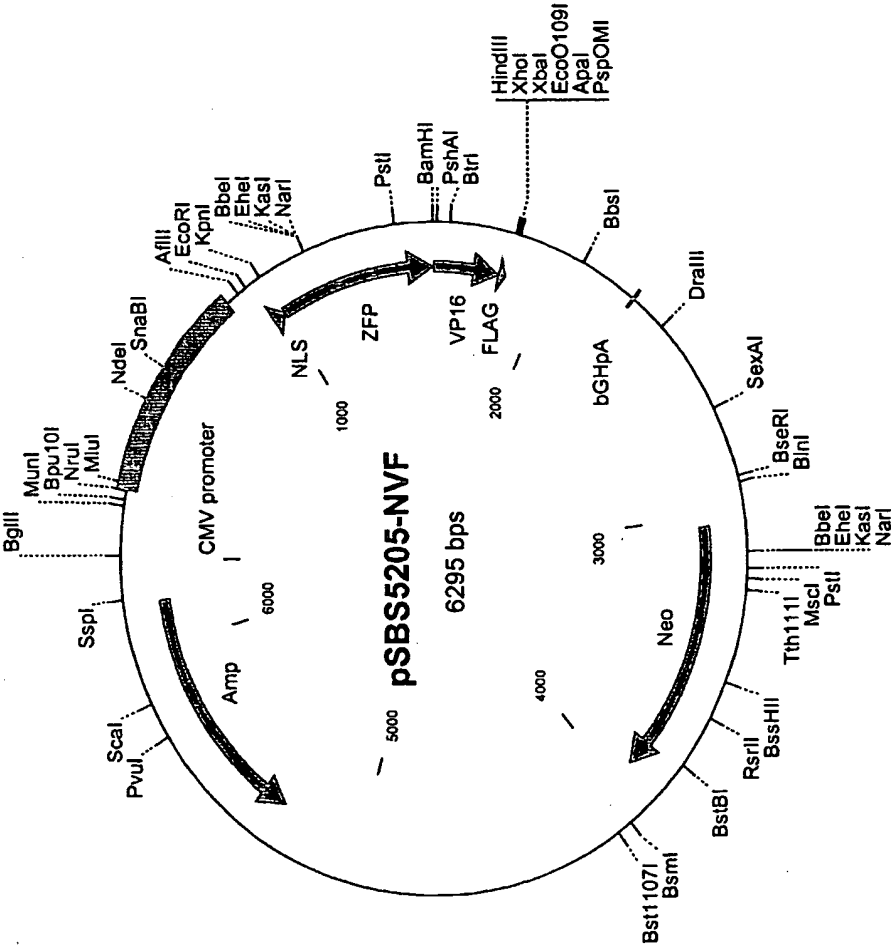 pSBS5205-NVF
6295 bps
BglII
MunI
Bpu10I
NruI
MluI
NdeI
SnaBI
AflII
EcoRI
KpnI
BbeI
EheI
KasI
NarI
PstI
BamHI
PshAI
BtrI
HindIII
XhoI
XbaI
EcoO109I
ApaI
PspOMI
BbsI
DraIII
SexAI
BseRI
BlnI
BbeI
EheI
KasI
NarI
PstI
MscI
Tth111I
BssHII
RsrII
BstBI
BsmI
Bst1107I
PvuI
ScaI
SspI
CMV promoter
NLS
ZFP
VP16
FLAG
bGHpA
Neo
Amp
1000
2000
3000
4000
5000
6000